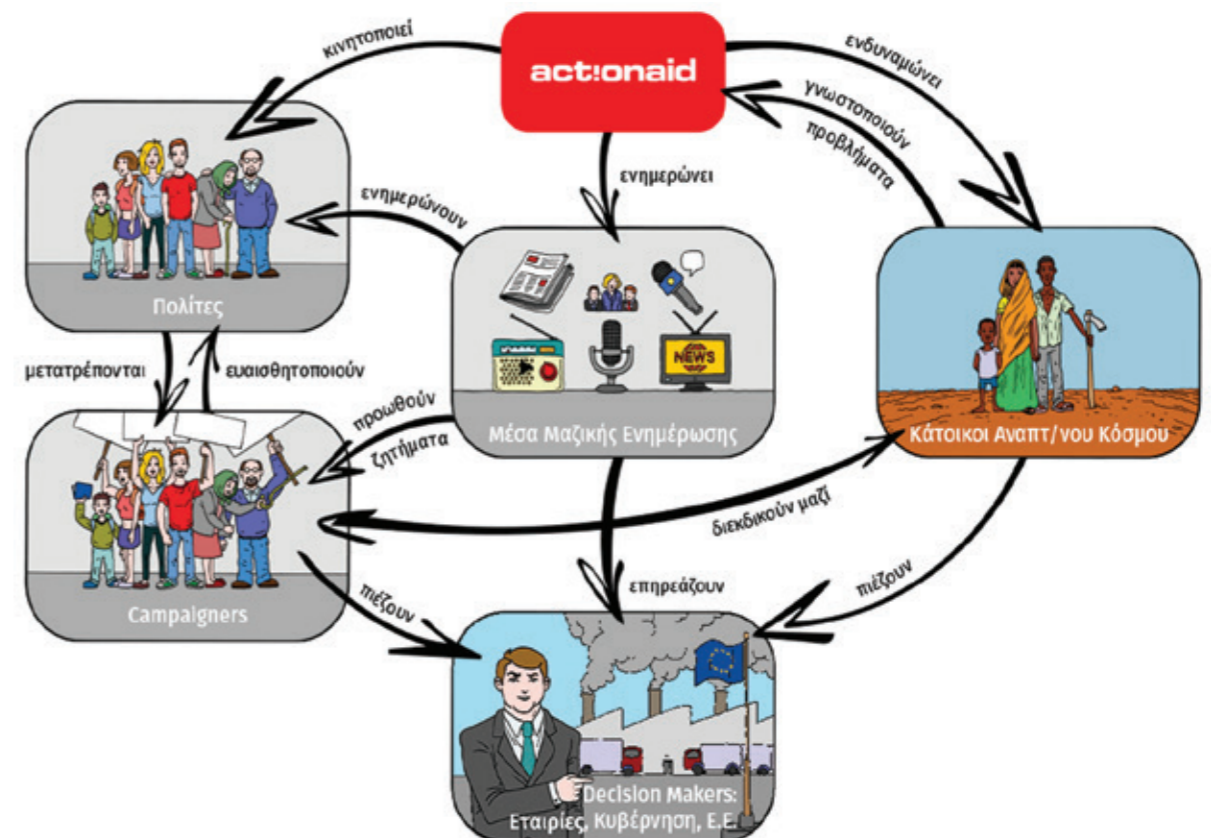 act!onaid
κινητοποιεί
ενδυναμώνει
γνωστοποιούν
προβλήματα
ενημερώνει
ενημερώνουν
Πολίτες
NEWS
μετατρέπονται
ευαισθητοποιούν
προωθούν
ζητήματα
Μέσα Μαζικής Ενημέρωσης
Κάτοικοι Αναπτ/νου Κόσμου
διεκδικούν μαζί
Campaigners
πιέζουν
επηρεάζουν
πιέζουν
Decision Makers:
Εταιρίες, Κυβέρνηση, Ε.Ε.